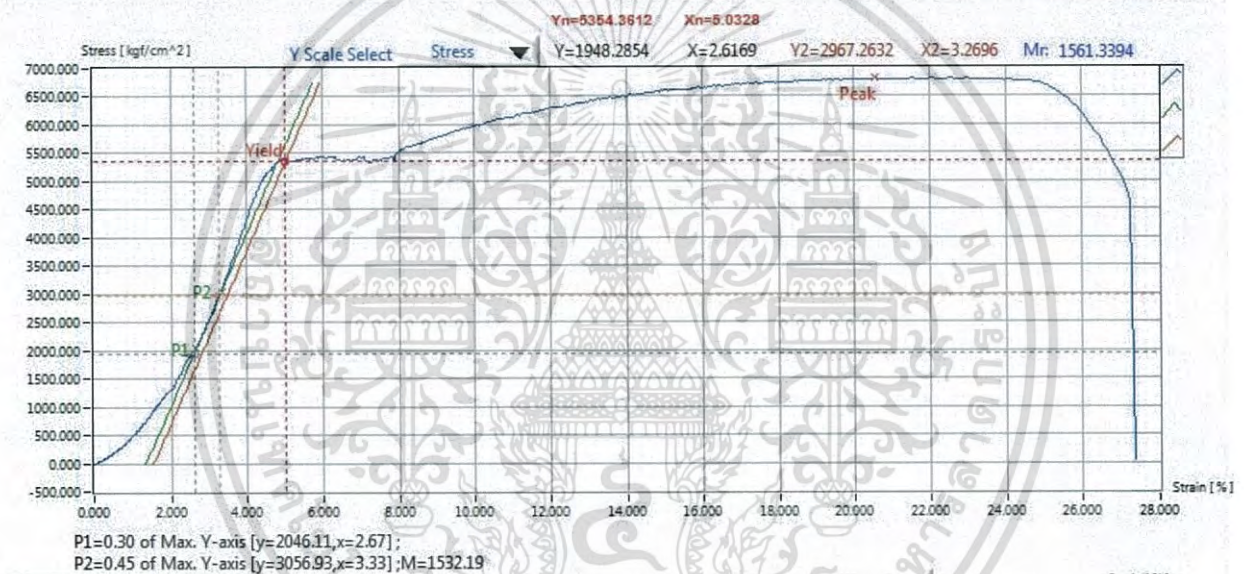 Yn=5354.3612 Xn=5.0328
Stress [kgf/cm^2] Y Scale Select Stress Y=1948.2854 X=2.6169 Y2=2967.2632 X2=3.2696 Mr: 1561.3394
7000.000
6500.000
6000.000
5500.000
5000.000
4500.000
4000.000
3500.000
3000.000
2500.000
2000.000
1500.000
1000.000
500.000
0.000
-500.000
Peak
Yield
P2
P1
Strain [%]
0.000 2.000 4.000 6.000 8.000 10.000 12.000 14.000 16.000 18.000 20.000 22.000 24.000 26.000 28.000
P1=0.30 of Max. Y-axis [y=2046.11,x=2.67] ;
P2=0.45 of Max. Y-axis [y=3056.93,x=3.33] ;M=1532.19